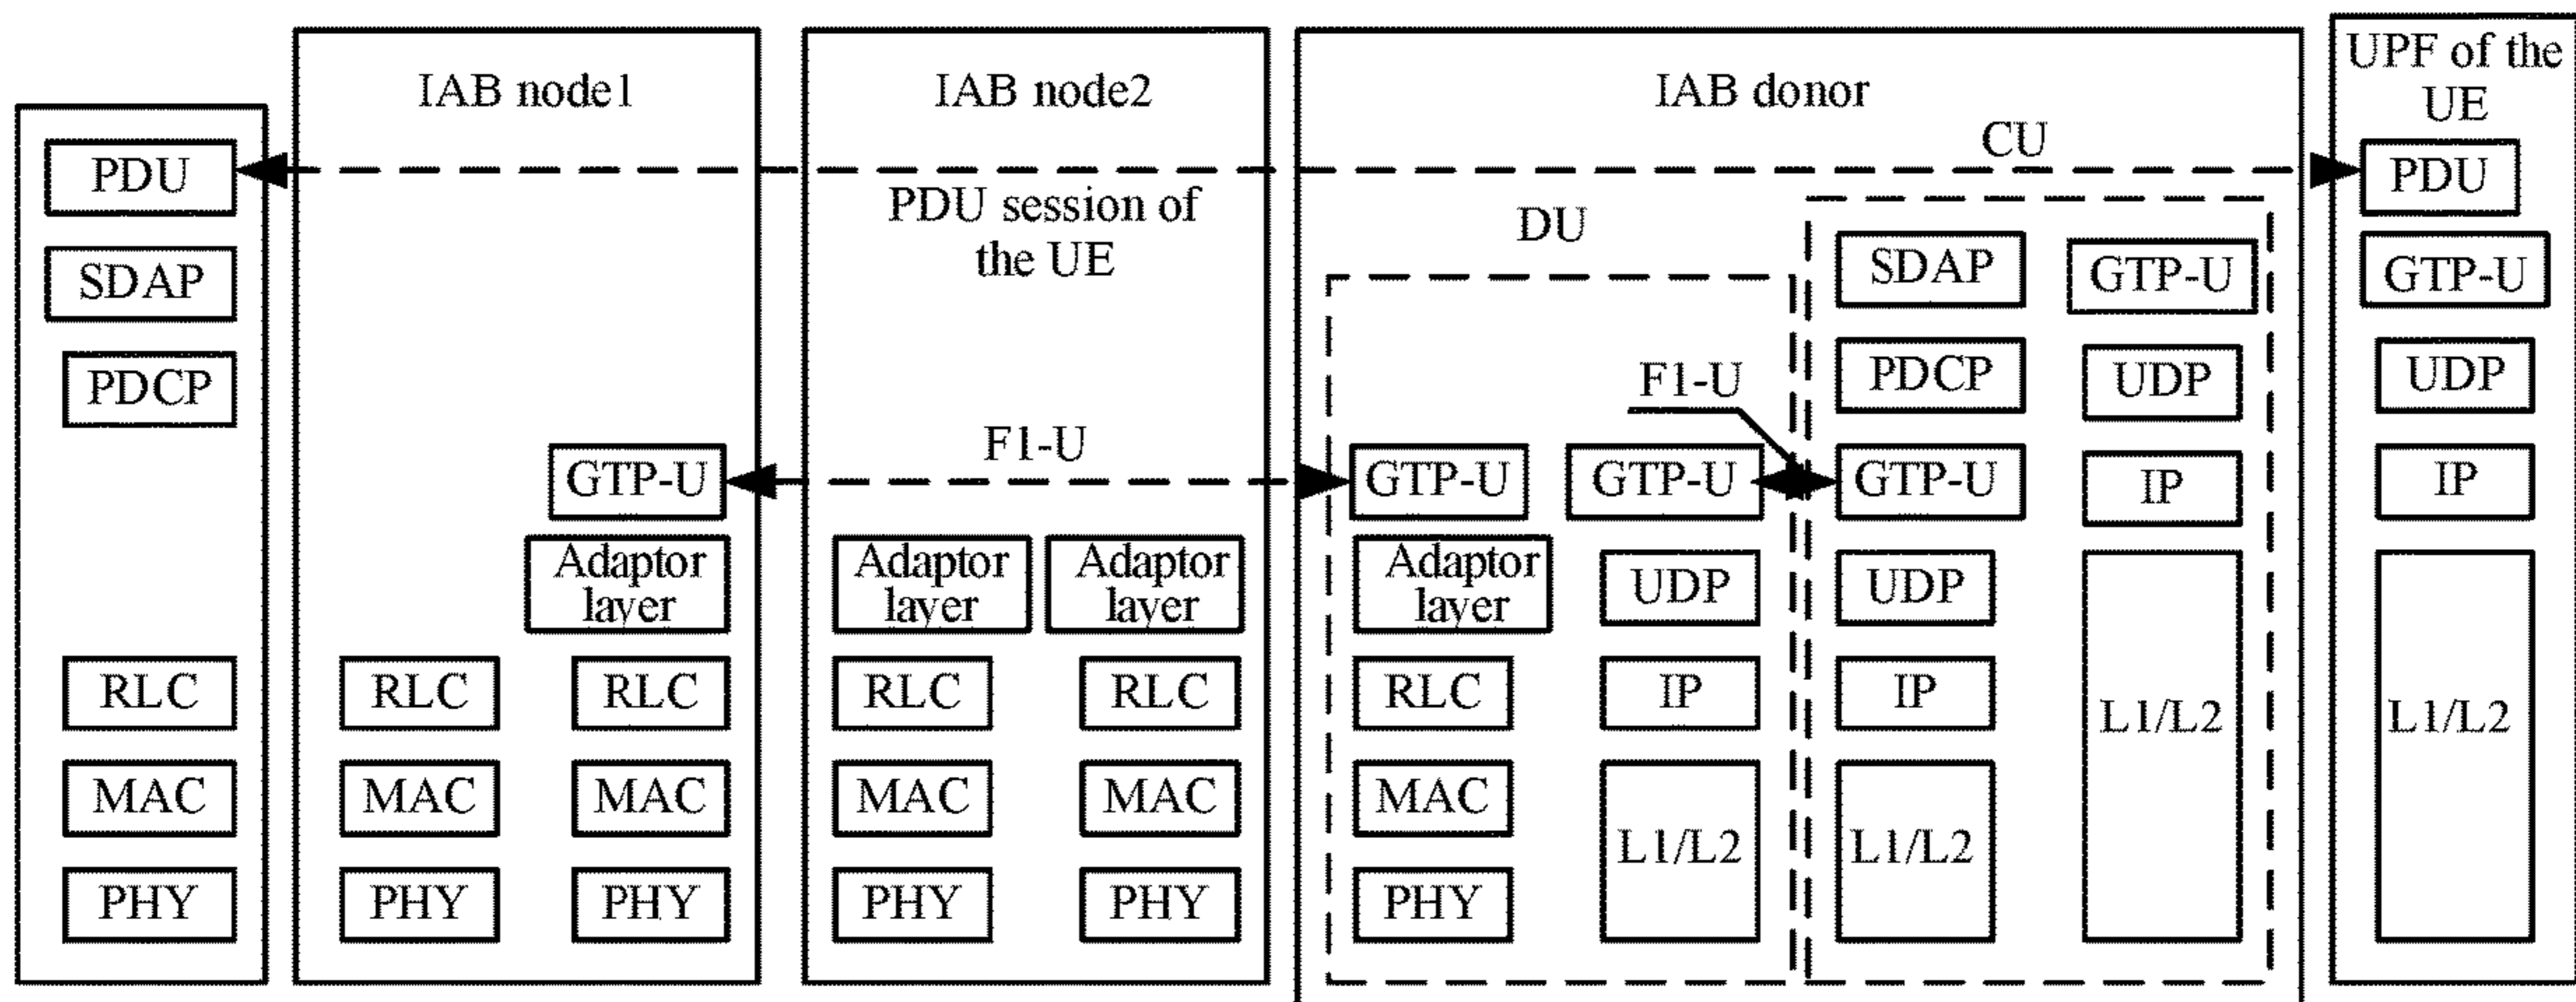 PDU
SDAP
PDCP
RLC
MAC
PHY
IAB node1
GTP-U
Adaptor
layer
RLC
RLC
MAC
MAC
PHY
PHY
IAB node2
PDU session of
the UE
F1-U
Adaptor
layer
Adaptor
layer
RLC
RLC
MAC
MAC
PHY
PHY
IAB donor
DU
F1-U
GTP-U
GTP-U
Adaptor
layer
UDP
RLC
IP
MAC
L1/L2
PHY
CU
SDAP
GTP-U
PDCP
UDP
GTP-U
IP
UDP
IP
L1/L2
L1/L2
UPF of the
UE
PDU
GTP-U
UDP
IP
L1/L2